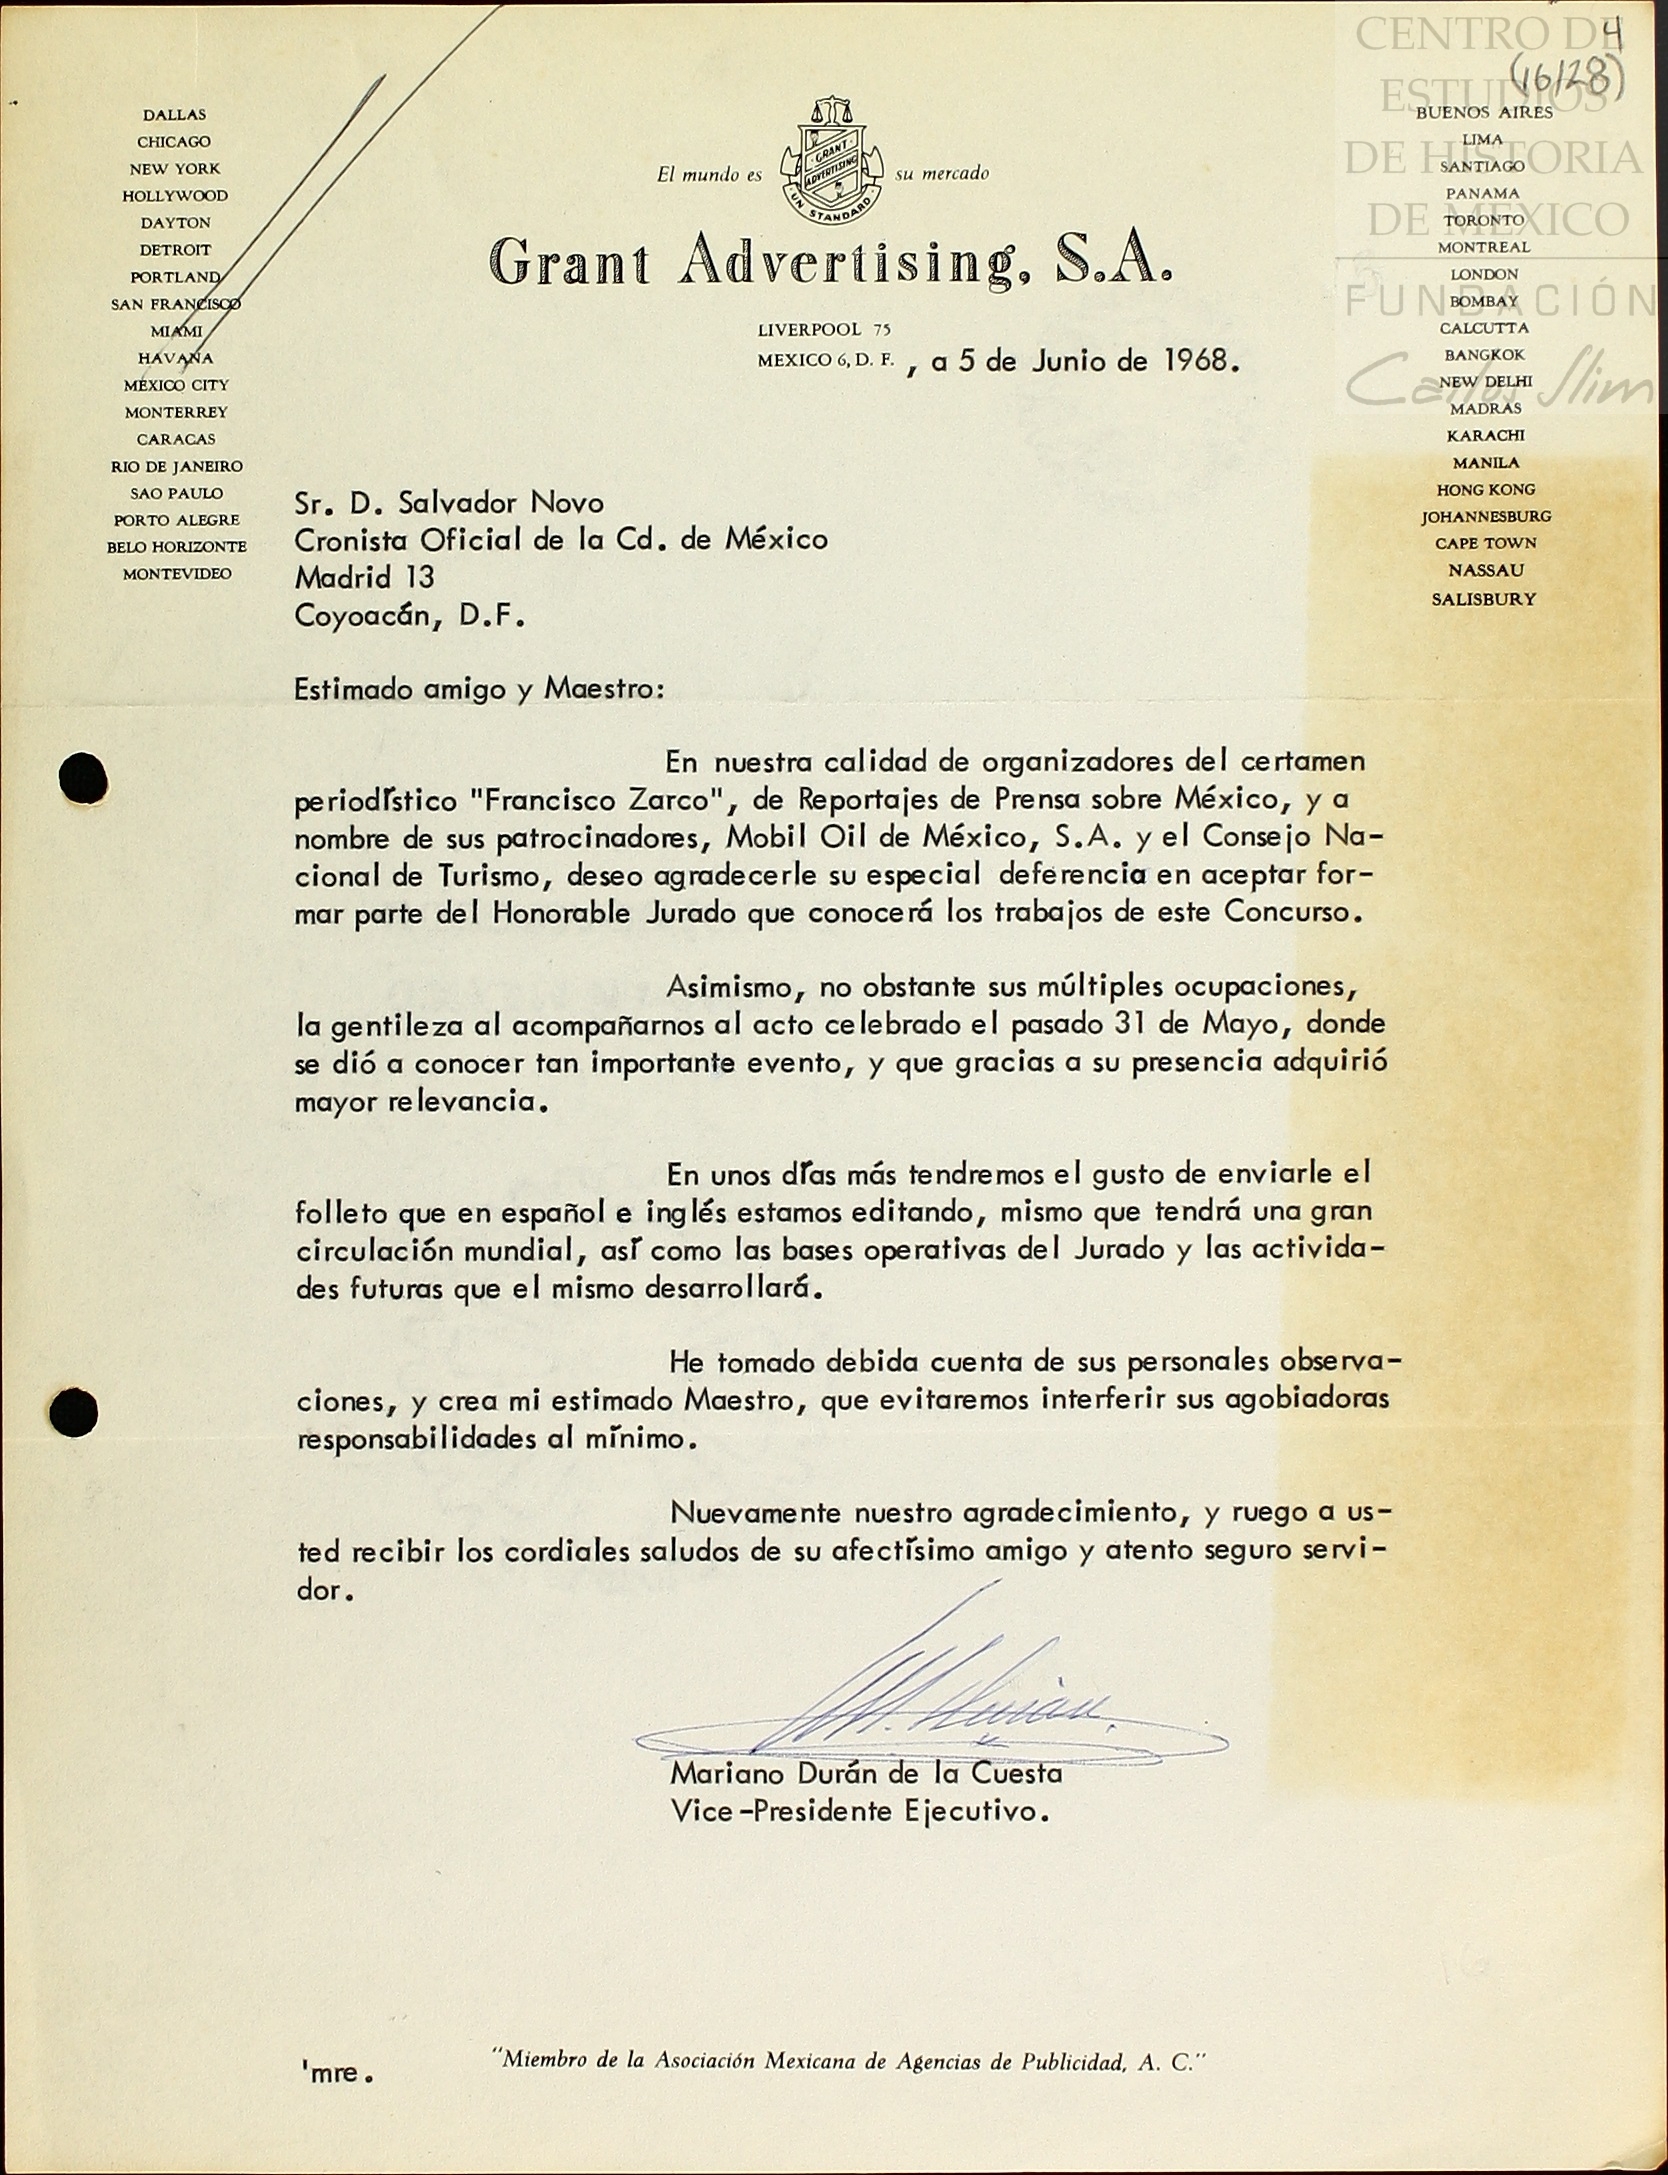 4
(16128)
CENTRO DE
ESTUDIOS
DE HISTORIA
DE MEXICO
FUNDACIÓN
Carlos Slim
DALLAS
CHICAGO
NEW YORK
HOLLYWOOD
DAYTON
DETROIT
PORTLAND
SAN FRANCISCO
MIAMI
HAVANA
MEXICO CITY
MONTERREY
CARACAS
RIO DE JANEIRO
SAO PAULO
PORTO ALEGRE
BELO HORIZONTE
MONTEVIDEO
El mundo es su mercado
GRANT
ADVERTISING
UN STANDARD
Grant Advertising, S.A.
LIVERPOOL 75
MEXICO 6, D. F. , a 5 de Junio de 1968.
BUENOS AIRES
LIMA
SANTIAGO
PANAMA
TORONTO
MONTREAL
LONDON
BOMBAY
CALCUTTA
BANGKOK
NEW DELHI
MADRAS
KARACHI
MANILA
HONG KONG
JOHANNESBURG
CAPE TOWN
NASSAU
SALISBURY
Sr. D. Salvador Novo
Cronista Oficial de la Cd. de México
Madrid 13
Coyoacán, D.F.
Estimado amigo y Maestro:
En nuestra calidad de organizadores del certamen
periodístico "Francisco Zarco", de Reportajes de Prensa sobre México, y a
nombre de sus patrocinadores, Mobil Oil de México, S.A. y el Consejo Na-
cional de Turismo, deseo agradecerle su especial deferencia en aceptar for-
mar parte del Honorable Jurado que conocerá los trabajos de este Concurso.
Asimismo, no obstante sus múltiples ocupaciones,
la gentileza al acompañarnos al acto celebrado el pasado 31 de Mayo, donde
se dió a conocer tan importante evento, y que gracias a su presencia adquirió
mayor relevancia.
En unos días más tendremos el gusto de enviarle el
folleto que en español e inglés estamos editando, mismo que tendrá una gran
circulación mundial, así como las bases operativas del Jurado y las activida-
des futuras que el mismo desarrollará.
He tomado debida cuenta de sus personales observa-
ciones, y crea mi estimado Maestro, que evitaremos interferir sus agobiadoras
responsabilidades al mínimo.
Nuevamente nuestro agradecimiento, y ruego a us-
ted recibir los cordiales saludos de su afectísimo amigo y atento seguro servi-
dor.
Mariano Durán de la Cuesta
Vice-Presidente Ejecutivo.
'mre.
"Miembro de la Asociación Mexicana de Agencias de Publicidad, A. C."